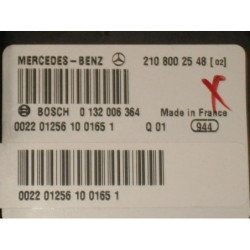 MERCEDES-BENZ 210 800 25 48 [02]
BOSCH 0 132 006 364 Made in France
0022 01256 10 0165 1 Q 01 944
0022 01256 10 0165 1